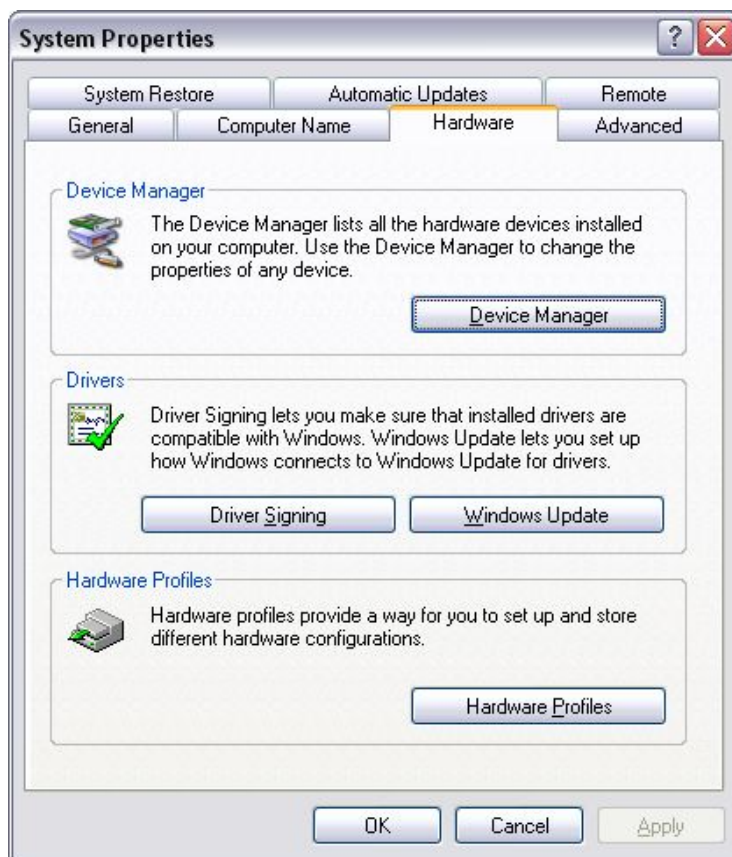 System Properties
?
System Restore
Automatic Updates
Remote
General
Computer Name
Hardware
Advanced
Device Manager
The Device Manager lists all the hardware devices installed
on your computer. Use the Device Manager to change the
properties of any device.
Device Manager
Drivers
Driver Signing lets you make sure that installed drivers are
compatible with Windows. Windows Update lets you set up
how Windows connects to Windows Update for drivers.
Driver Signing
Windows Update
Hardware Profiles
Hardware profiles provide a way for you to set up and store
different hardware configurations.
Hardware Profiles
OK
Cancel
Apply